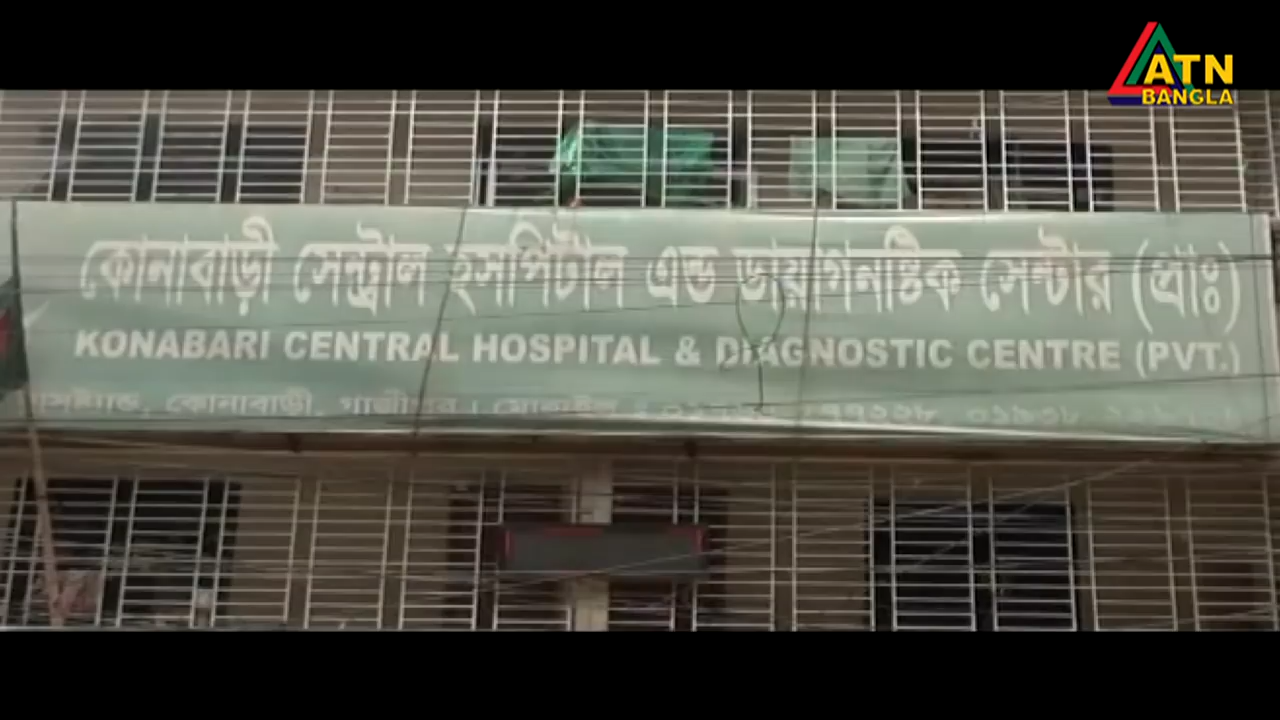 ATN
BANGLA
কোনাবাড়ী সেন্ট্রাল হসপিটাল এন্ড ডায়াগনষ্টিক সেন্টার (প্রাঃ)
KONABARI CENTRAL HOSPITAL & DIAGNOSTIC CENTRE (PVT.)
কোনাবাড়ী, গাজীপুর।